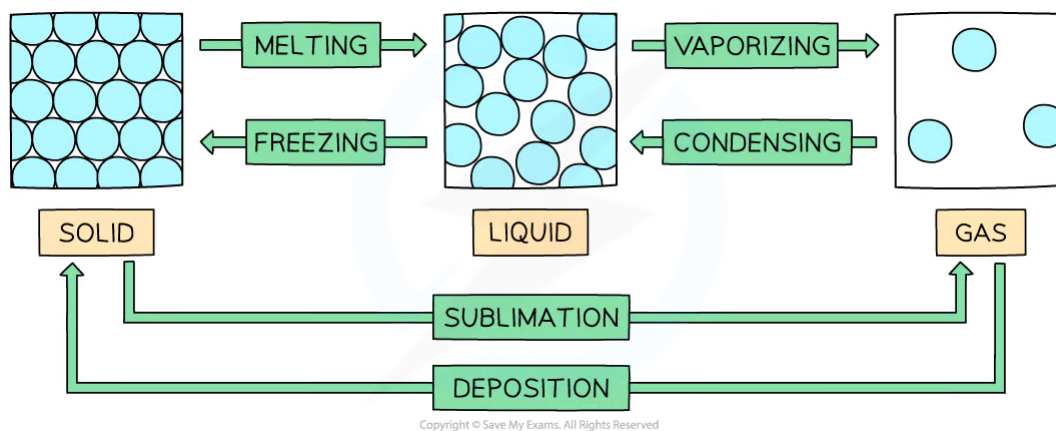 MELTING
VAPORIZING
FREEZING
CONDENSING
SOLID
LIQUID
GAS
SUBLIMATION
DEPOSITION
Copyright © Save My Exams. All Rights Reserved